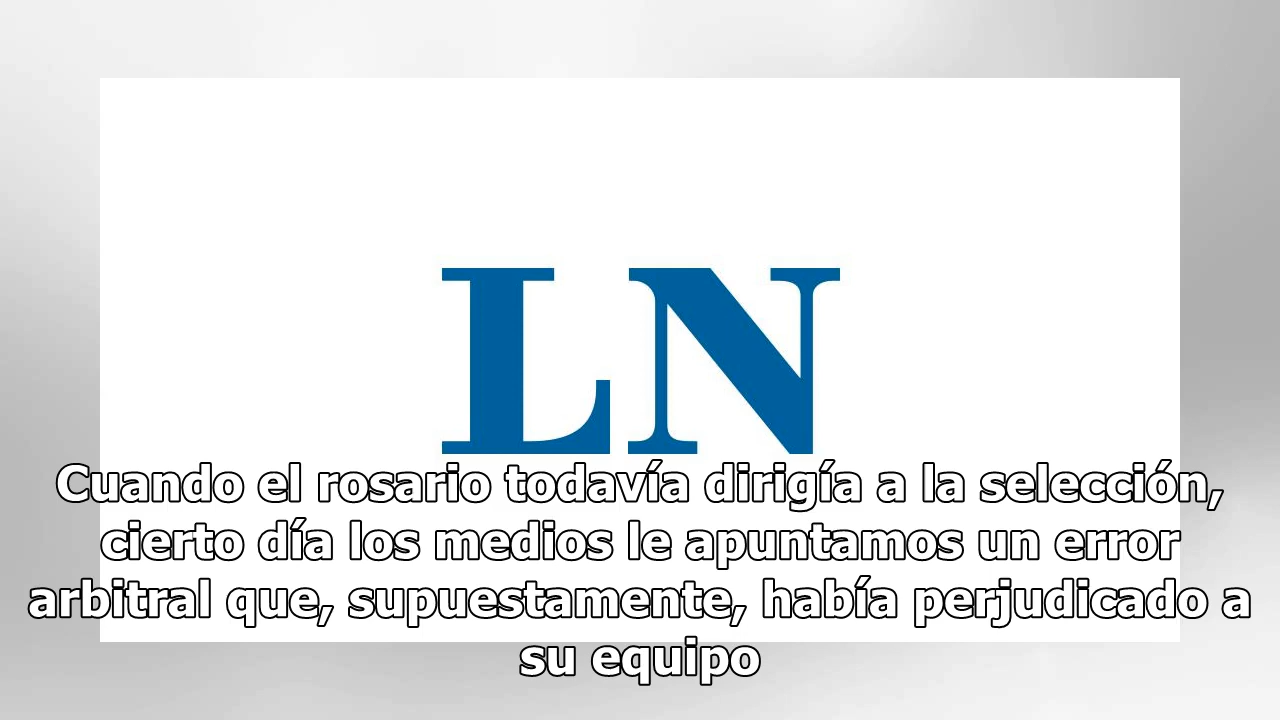 LN
Cuando el rosario todavía dirigía a la selección,
cierto día los medios le apuntamos un error
arbitral que, supuestamente, había perjudicado a
su equipo